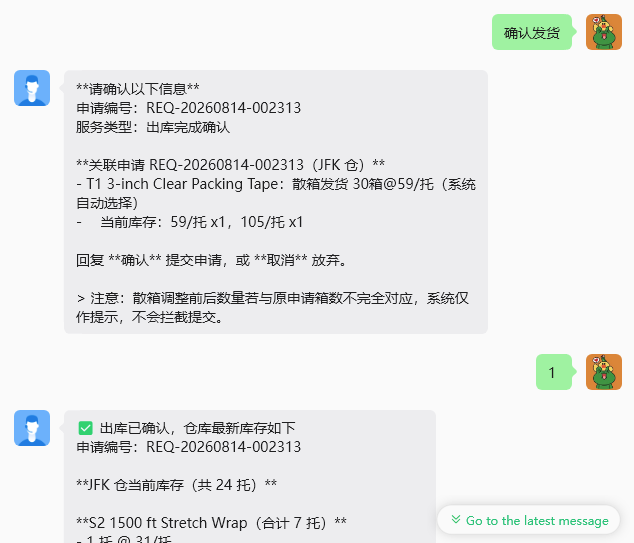 确认发货
**请确认以下信息**
申请编号：REQ-20260814-002313
服务类型：出库完成确认
**关联申请 REQ-20260814-002313（JFK 仓）**
- T1 3-inch Clear Packing Tape：散箱发货 30箱@59/托（系统
自动选择）
- 当前库存：59/托 x1，105/托 x1
回复 **确认** 提交申请，或 **取消** 放弃。
> 注意：散箱调整前后数量若与原申请箱数不完全对应，系统仅
作提示，不会拦截提交。
1
✅ 出库已确认，仓库最新库存如下
申请编号：REQ-20260814-002313
**JFK 仓当前库存（共 24 托）**
**S2 1500 ft Stretch Wrap（合计 7 托）**
- 1 托 @ 31/托
Go to the latest message